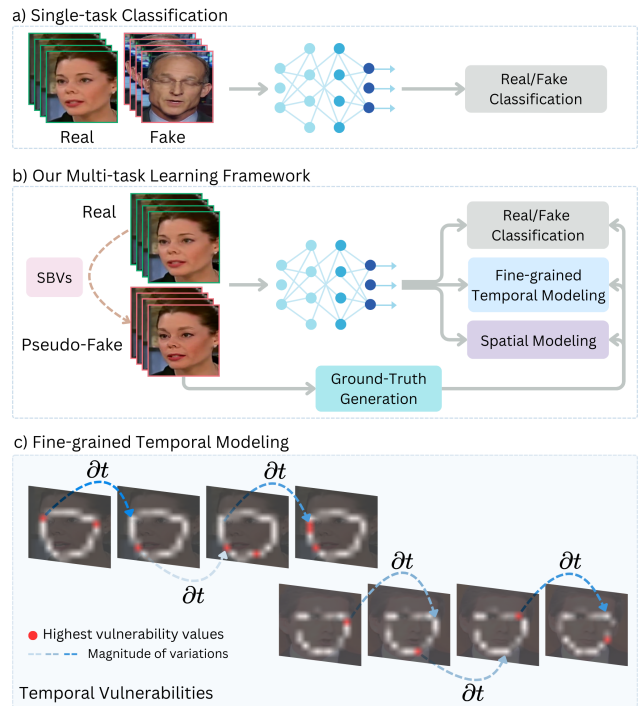 a) Single-task Classification
Real
Fake
Real/Fake
Classification
b) Our Multi-task Learning Framework
Real
SBVs
Pseudo-Fake
Real/Fake
Classification
Fine-grained
Temporal Modeling
Spatial Modeling
Ground-Truth
Generation
c) Fine-grained Temporal Modeling
∂t
∂t
∂t
∂t
∂t
∂t
Highest vulnerability values
Magnitude of variations
Temporal Vulnerabilities